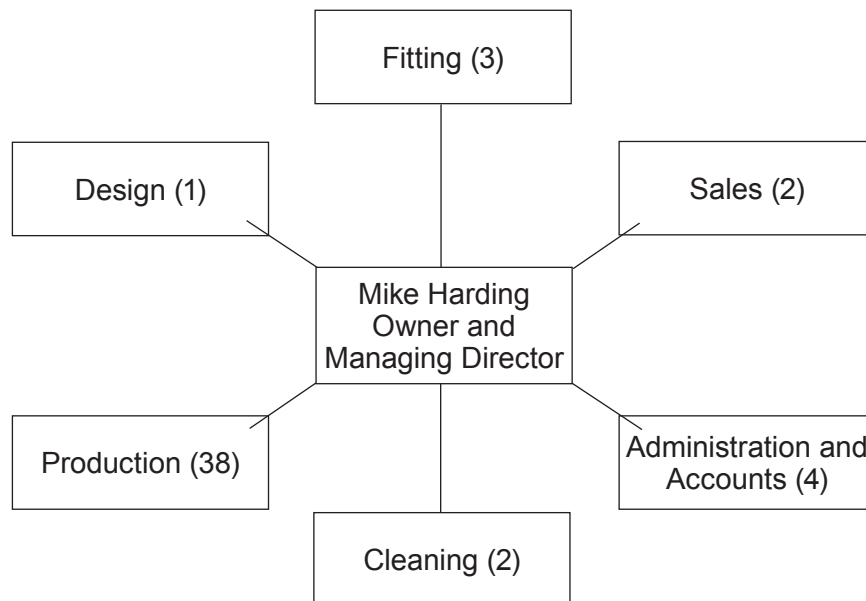 Fitting (3)
Design (1)
Sales (2)
Mike Harding
Owner and
Managing Director
Production (38)
Administration and
Accounts (4)
Cleaning (2)